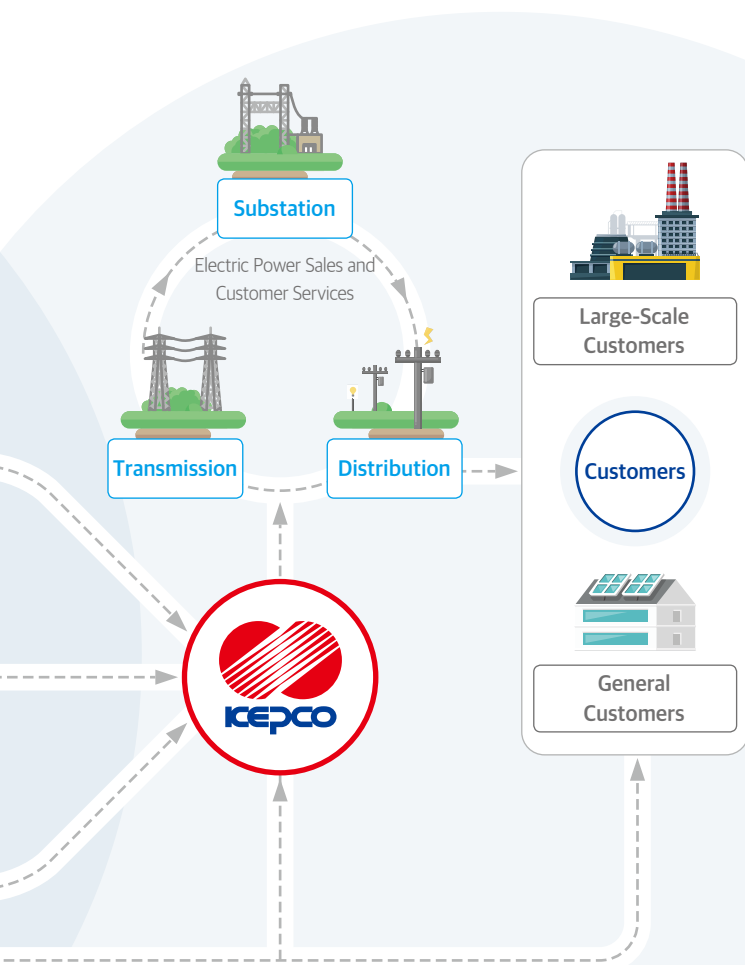 Substation
Electric Power Sales and
Customer Services
Transmission
Distribution
Large-Scale
Customers
Customers
General
Customers
KEPCO